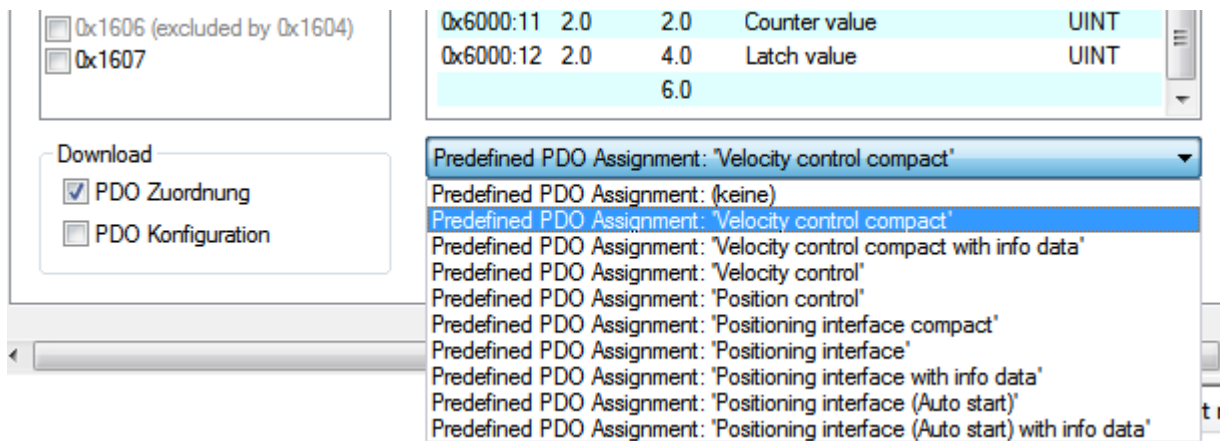 0x1606 (excluded by 0x1604)
0x1607
0x6000:11 2.0 2.0 Counter value UINT
0x6000:12 2.0 4.0 Latch value UINT
6.0
Download
PDO Zuordnung
PDO Konfiguration
Predefined PDO Assignment: 'Velocity control compact'
Predefined PDO Assignment: (keine)
Predefined PDO Assignment: 'Velocity control compact'
Predefined PDO Assignment: 'Velocity control compact with info data'
Predefined PDO Assignment: 'Velocity control'
Predefined PDO Assignment: 'Position control'
Predefined PDO Assignment: 'Positioning interface compact'
Predefined PDO Assignment: 'Positioning interface'
Predefined PDO Assignment: 'Positioning interface with info data'
Predefined PDO Assignment: 'Positioning interface (Auto start)'
Predefined PDO Assignment: 'Positioning interface (Auto start) with info data'